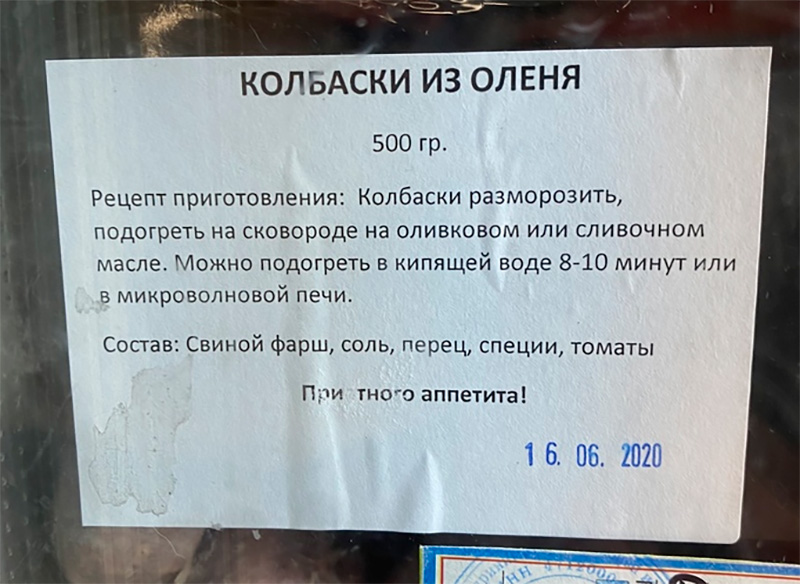 КОЛБАСКИ ИЗ ОЛЕНЯ
500 гр.
Рецепт приготовления: Колбаски разморозить,
подогреть на сковороде на оливковом или сливочном
масле. Можно подогреть в кипящей воде 8-10 минут или
в микроволновой печи.
Состав: Свиной фарш, соль, перец, специи, томаты
Приятного аппетита!
16. 06. 2020